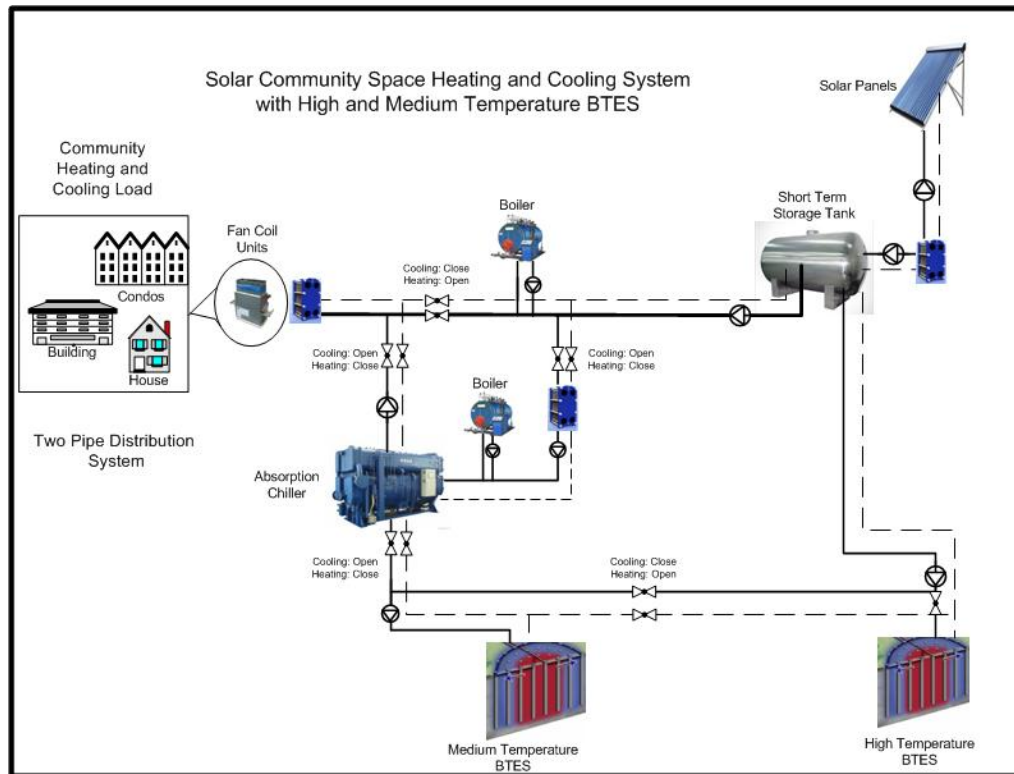 Solar Community Space Heating and Cooling System
with High and Medium Temperature BTES
Solar Panels
Community
Heating and
Cooling Load
Fan Coil
Units
Boiler
Short Term
Storage Tank
Condos
Building
House
Cooling: Close
Heating: Open
Cooling: Open
Heating: Close
Cooling: Open
Heating: Close
Boiler
Two Pipe Distribution
System
Absorption
Chiller
Cooling: Open
Heating: Close
Cooling: Close
Heating: Open
Medium Temperature
BTES
High Temperature
BTES